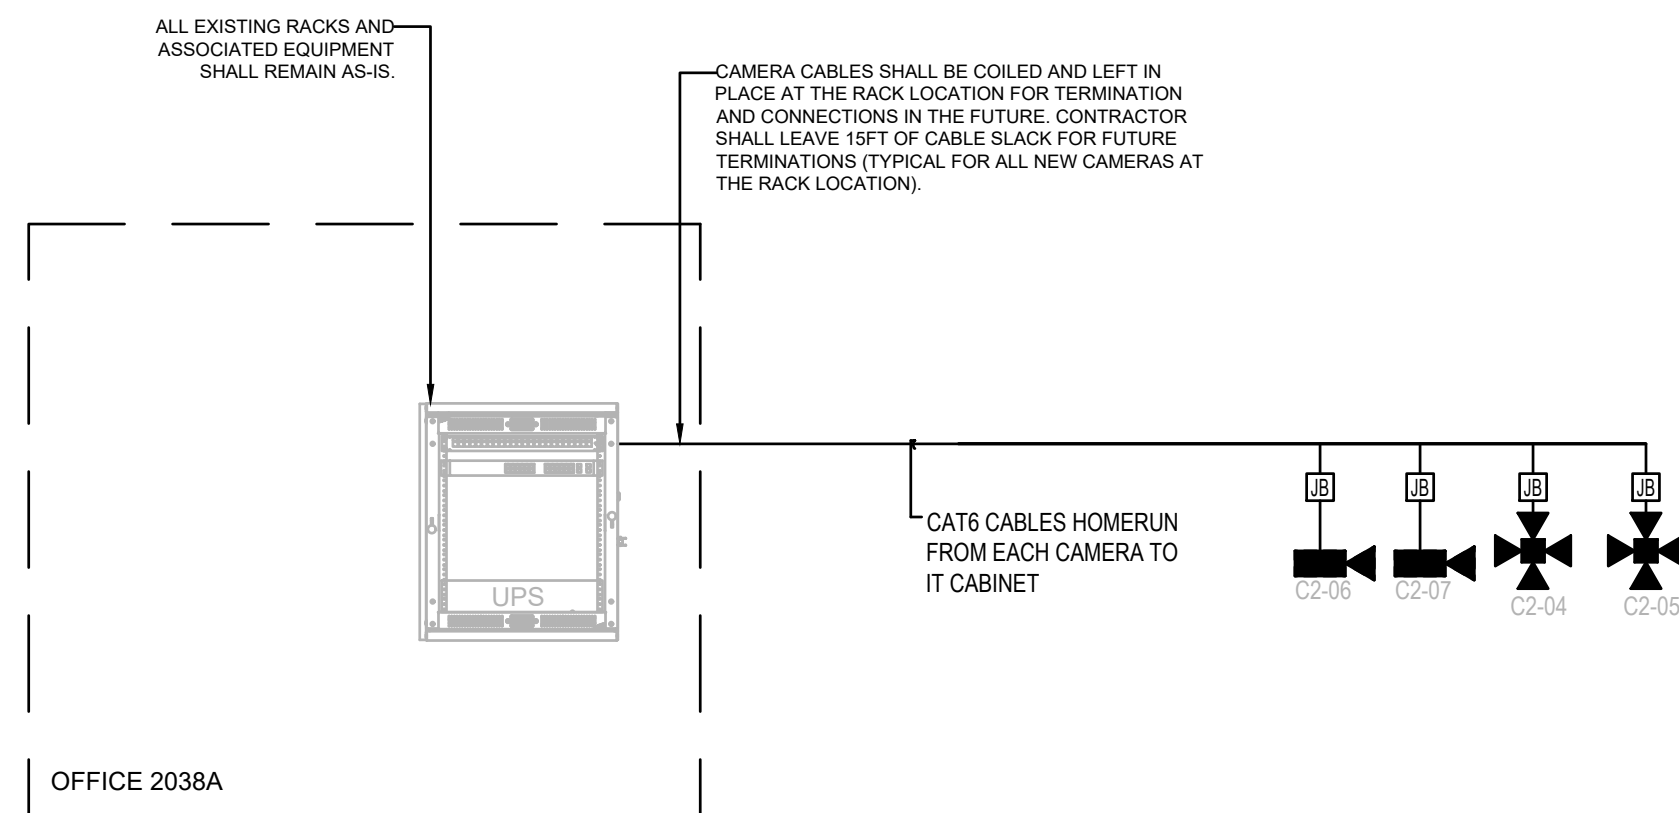 ALL EXISTING RACKS AND
ASSOCIATED EQUIPMENT
SHALL REMAIN AS-IS.
CAMERA CABLES SHALL BE COILED AND LEFT IN
PLACE AT THE RACK LOCATION FOR TERMINATION
AND CONNECTIONS IN THE FUTURE. CONTRACTOR
SHALL LEAVE 15FT OF CABLE SLACK FOR FUTURE
TERMINATIONS (TYPICAL FOR ALL NEW CAMERAS AT
THE RACK LOCATION).
JB
JB
JB
JB
CAT6 CABLES HOMERUN
FROM EACH CAMERA TO
IT CABINET
C2-06
C2-07
C2-04
C2-05
UPS
OFFICE 2038A